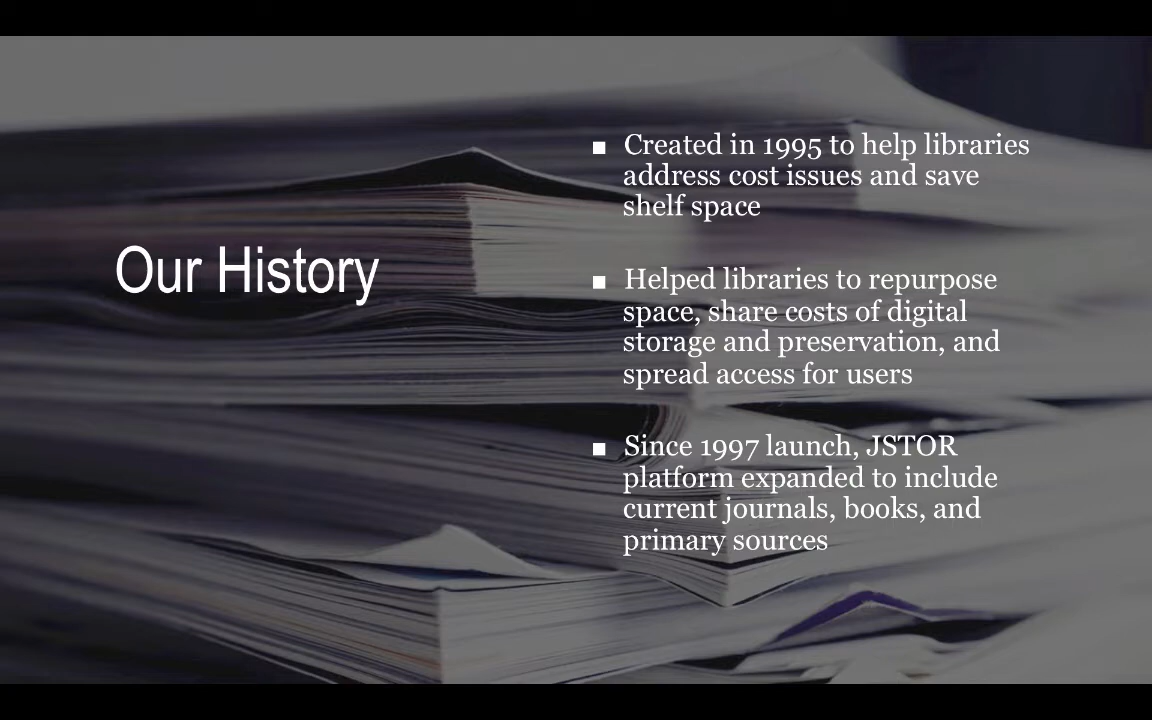 Our History
■ Created in 1995 to help libraries
address cost issues and save
shelf space
■ Helped libraries to repurpose
space, share costs of digital
storage and preservation, and
spread access for users
■ Since 1997 launch, JSTOR
platform expanded to include
current journals, books, and
primary sources